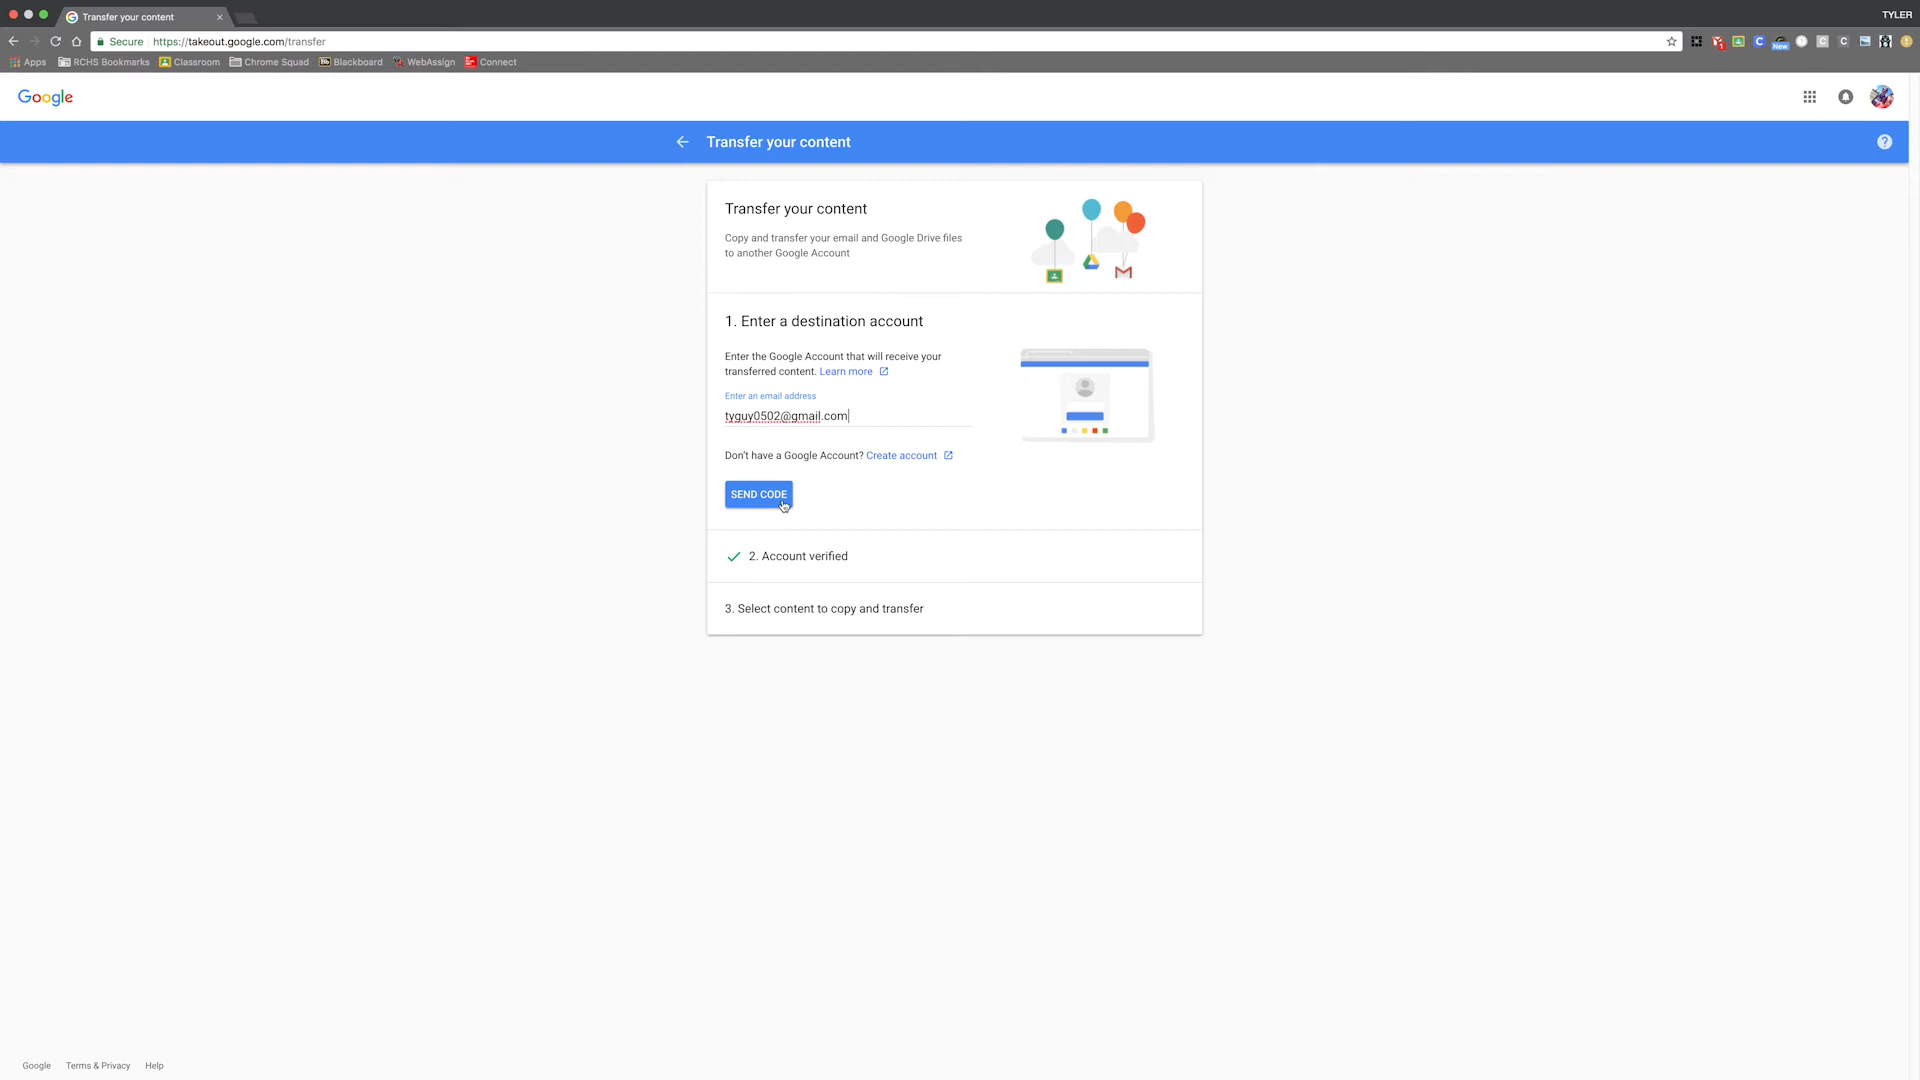 Transfer your content
TYLER
Secure https://takeout.google.com/transfer
New
1
C
C
C
Apps RCHS Bookmarks Classroom Chrome Squad Blackboard WebAssign Connect
Google
Transfer your content
?
Transfer your content
Copy and transfer your email and Google Drive files
to another Google Account
1. Enter a destination account
Enter the Google Account that will receive your
transferred content. Learn more
Enter an email address
tyguy0502@gmail.com
Don't have a Google Account? Create account
SEND CODE
2. Account verified
3. Select content to copy and transfer
Google Terms & Privacy Help